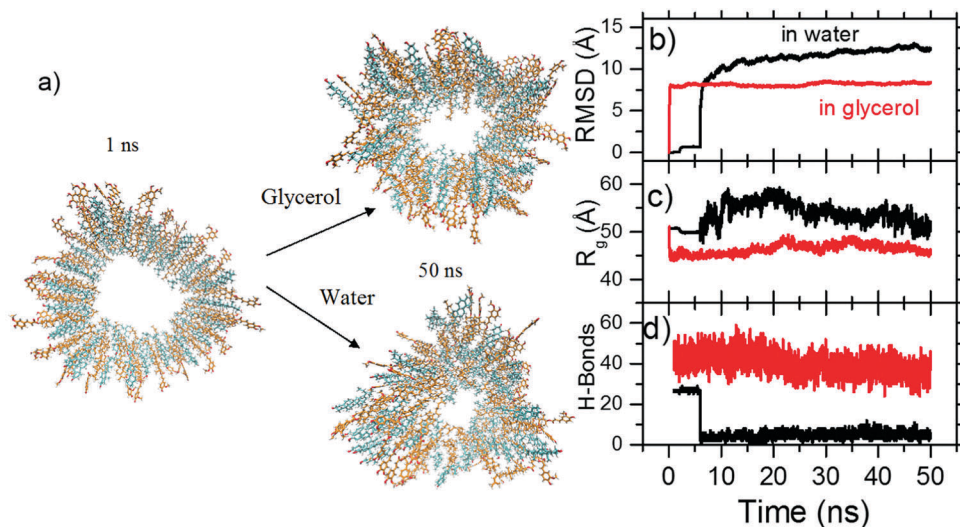 a)
1 ns
Glycerol
Water
50 ns
b)
in water
in glycerol
RMSD (Å)
15
10
5
0
c)
Rg (Å)
60
50
40
d)
H-Bonds
60
40
20
0
0 10 20 30 40 50
Time (ns)